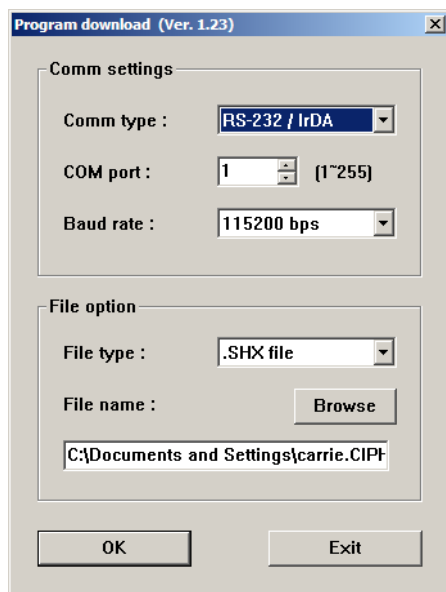 Program download (Ver. 1.23)
Comm settings
Comm type : RS-232 / IrDA
COM port : 1 (1~255)
Baud rate : 115200 bps
File option
File type : .SHX file
File name : Browse
C:\Documents and Settings\carrie.CIPH
OK Exit